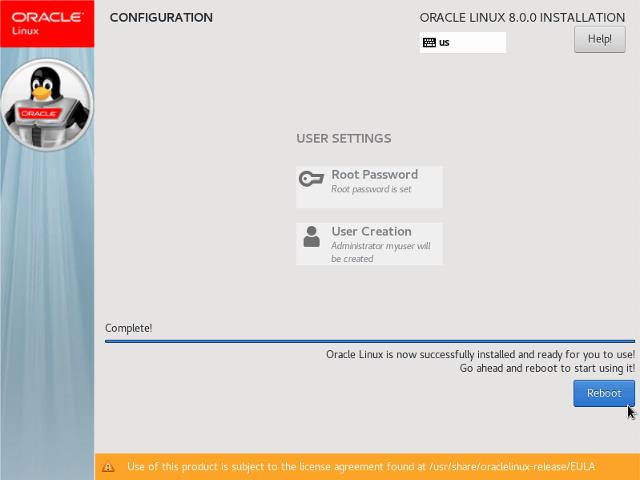 ORACLE
Linux
CONFIGURATION
ORACLE LINUX 8.0.0 INSTALLATION
us
Help!
ORACLE
USER SETTINGS
Root Password
Root password is set
User Creation
Administrator myuser will
be created
Complete!
Oracle Linux is now successfully installed and ready for you to use!
Go ahead and reboot to start using it!
Reboot
Use of this product is subject to the license agreement found at /usr/share/oraclelinux-release/EULA